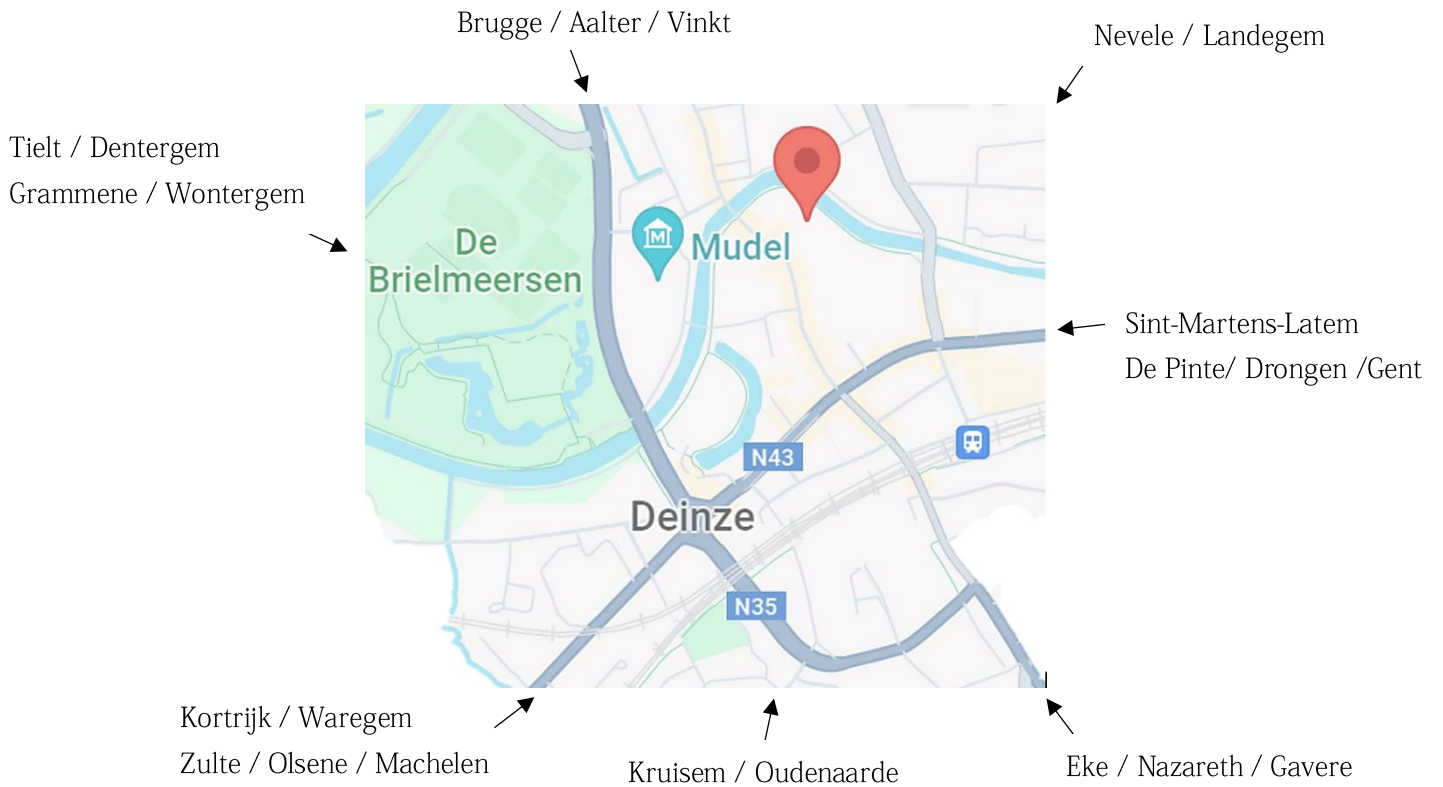 Brugge / Aalter / Vinkt
Nevele / Landegem
Tielt / Dentergem
Grammene / Wontergem
De
Brielmeersen
M
Mudel
Sint-Martens-Latem
De Pinte/ Drongen /Gent
N43
Deinze
N35
Kortrijk / Waregem
Zulte / Olsene / Machelen
Kruisem / Oudenaarde
Eke / Nazareth / Gavere